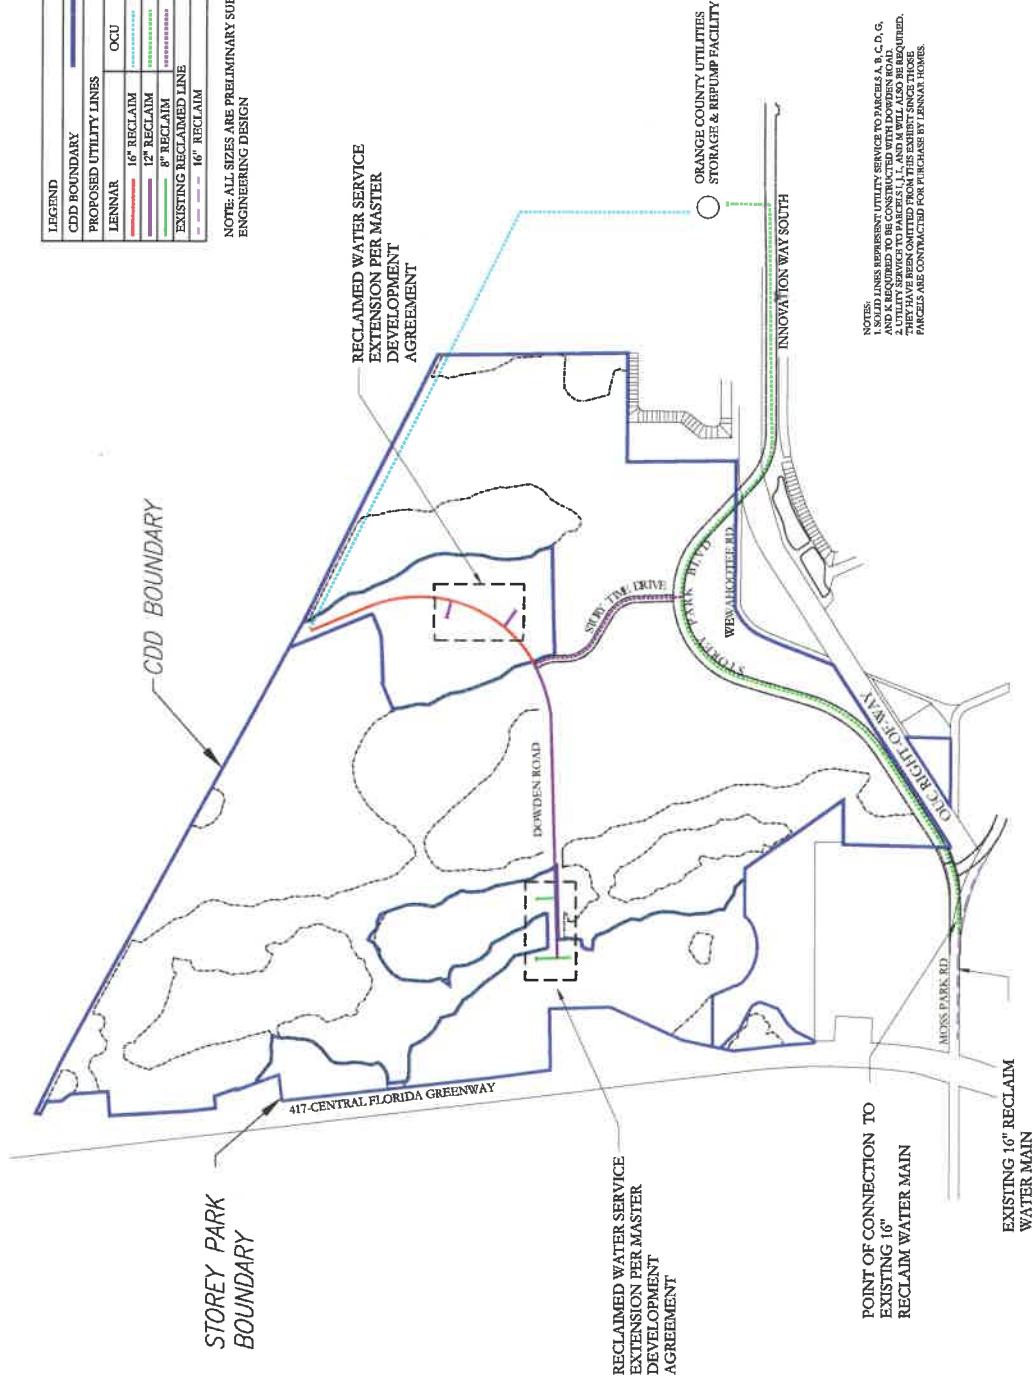 LEGEND
CDD BOUNDARY
PROPOSED UTILITY LINES
LENNAR
OCU
16" RECLAIM
12" RECLAIM
8" RECLAIM
EXISTING RECLAIMED LINE
16" RECLAIM
NOTE: ALL SIZES ARE PRELIMINARY
ENGINEERING DESIGN
RECLAIMED WATER SERVICE
EXTENSION PER MASTER
DEVELOPMENT
AGREEMENT
ORANGE COUNTY UTILITIES
STORAGE & REPUMP FACILITY
INNOVATION WAY SOUTH
NOTES:
1. SOLID LINES REPRESENT UTILITY SERVICE TO PARCELS A, B, C, D, G,
AND K REQUIRED TO BE CONSTRUCTED WITH DOWDEN ROAD.
2. UTILITY SERVICE TO PARCELS I, J, L, AND M WILL ALSO BE REQUIRED.
THEY HAVE BEEN OMITTED FROM THIS EXHIBIT SINCE THOSE
PARCELS ARE CONTRACTED FOR PURCHASE BY LENNAR HOMES.
CDD BOUNDARY
STORY TIME DRIVE
STOREY PARK BLVD
WEWAHOOTEE RD
DOWDEN ROAD
OUC RIGHT-OF-WAY
MOSS PARK RD
417-CENTRAL FLORIDA GREENWAY
STOREY PARK
BOUNDARY
RECLAIMED WATER SERVICE
EXTENSION PER MASTER
DEVELOPMENT
AGREEMENT
POINT OF CONNECTION TO
EXISTING 16"
RECLAIM WATER MAIN
EXISTING 16" RECLAIM
WATER MAIN